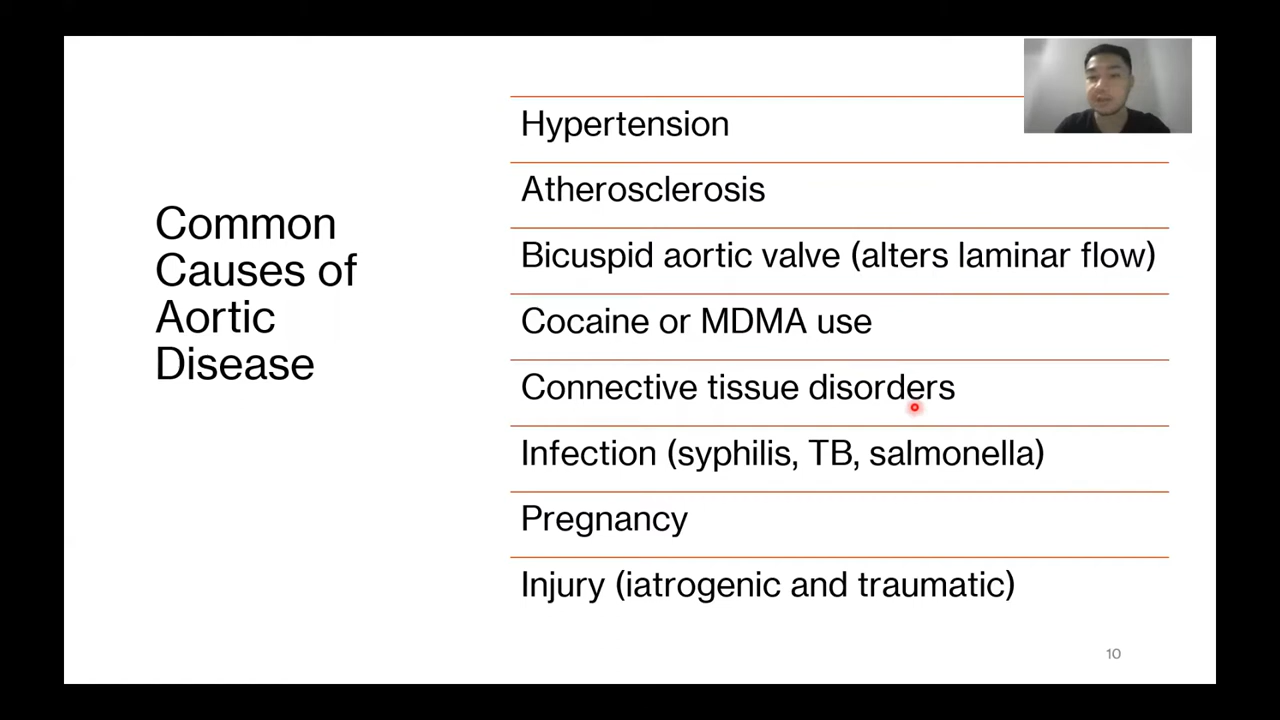 Common
Causes of
Aortic
Disease
Hypertension
Atherosclerosis
Bicuspid aortic valve (alters laminar flow)
Cocaine or MDMA use
Connective tissue disorders
Infection (syphilis, TB, salmonella)
Pregnancy
Injury (iatrogenic and traumatic)
10